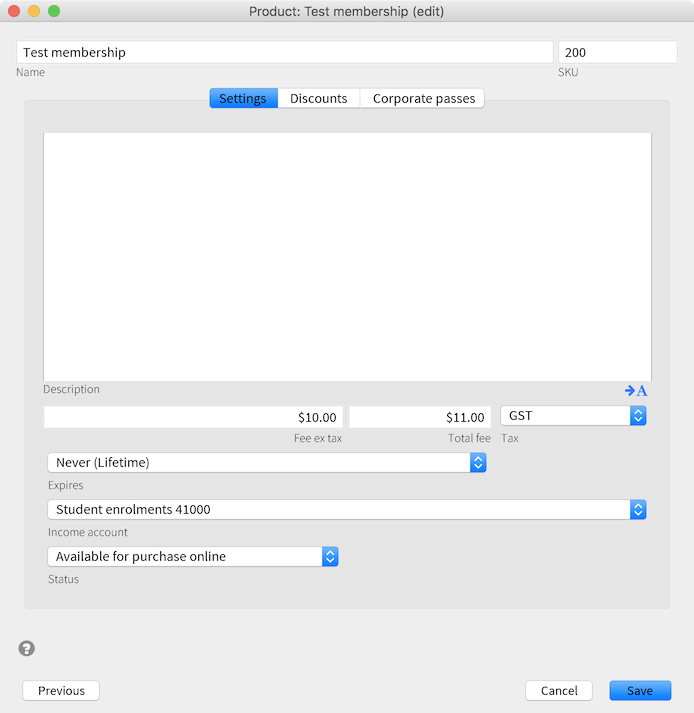 Product: Test membership (edit)
Test membership 200
Name SKU
Settings Discounts Corporate passes
Description A
$10.00 $11.00 GST
Fee ex tax Total fee Tax
Never (Lifetime)
Expires
Student enrolments 41000
Income account
Available for purchase online
Status
?
Previous Cancel Save